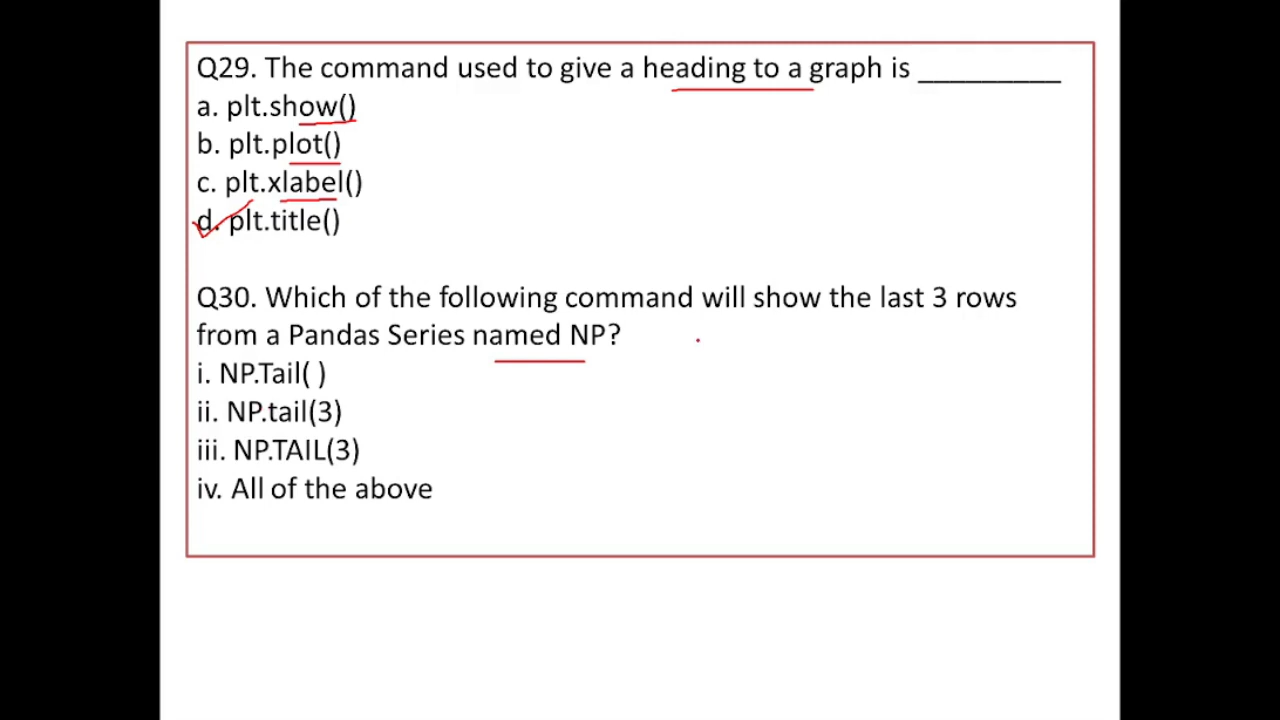 Q29. The command used to give a heading to a graph is _________
a. plt.show()
b. plt.plot()
c. plt.xlabel()
d. plt.title()
Q30. Which of the following command will show the last 3 rows
from a Pandas Series named NP?
i. NP.Tail( )
ii. NP.tail(3)
iii. NP.TAIL(3)
iv. All of the above